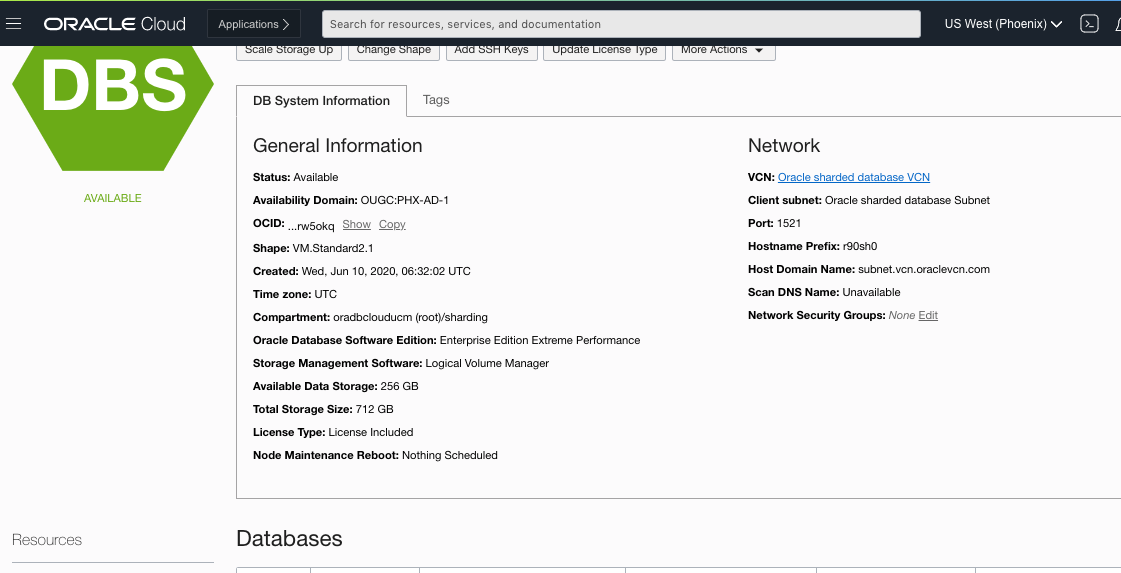 ORACLE Cloud
Applications
Search for resources, services, and documentation
US West (Phoenix)
DBS
AVAILABLE
Scale Storage Up
Change Shape
Add SSH Keys
Update License Type
More Actions
DB System Information
Tags
General Information
Status: Available
Availability Domain: OUGC:PHX-AD-1
OCID: ...rw5okq Show Copy
Shape: VM.Standard2.1
Created: Wed, Jun 10, 2020, 06:32:02 UTC
Time zone: UTC
Compartment: oradbclouducm (root)/sharding
Oracle Database Software Edition: Enterprise Edition Extreme Performance
Storage Management Software: Logical Volume Manager
Available Data Storage: 256 GB
Total Storage Size: 712 GB
License Type: License Included
Node Maintenance Reboot: Nothing Scheduled
Network
VCN: Oracle sharded database VCN
Client subnet: Oracle sharded database Subnet
Port: 1521
Hostname Prefix: r90sh0
Host Domain Name: subnet.vcn.oraclevcn.com
Scan DNS Name: Unavailable
Network Security Groups: None Edit
Resources
Databases